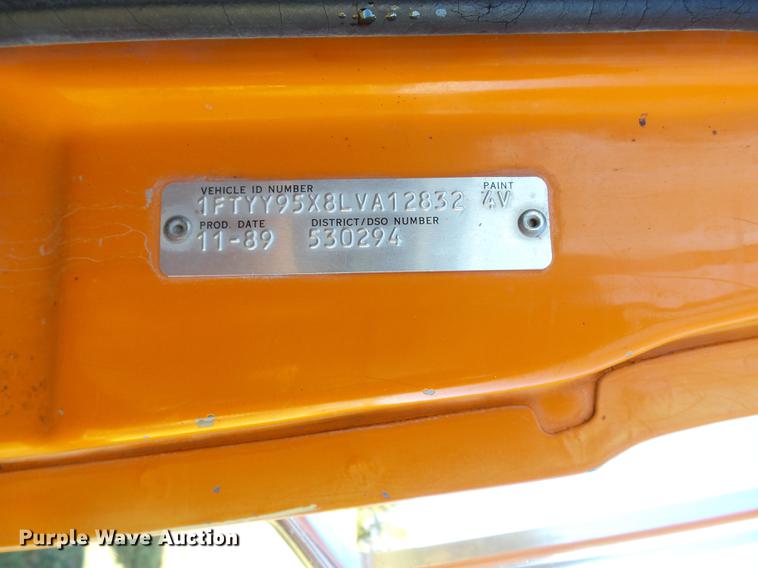 VEHICLE ID NUMBER PAINT
1FTYY95X8LVA12832 4V
PROD. DATE DISTRICT/DSO NUMBER
11-89 530294
Purple Wave Auction